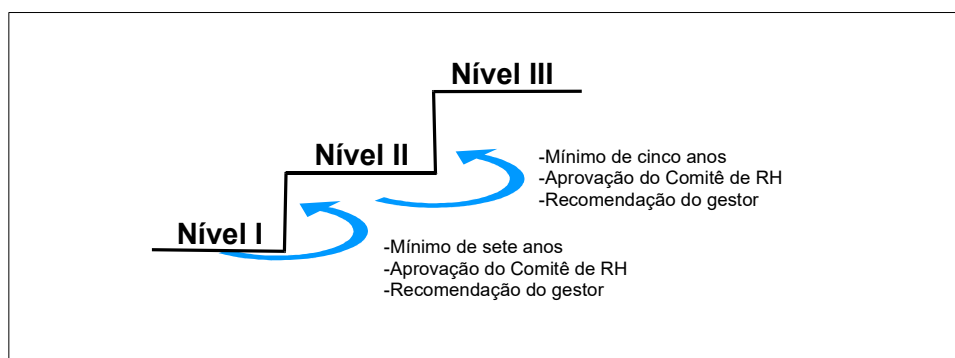 Nível III
Nível II
-Mínimo de cinco anos
-Aprovação do Comitê de RH
-Recomendação do gestor
Nível I
-Mínimo de sete anos
-Aprovação do Comitê de RH
-Recomendação do gestor